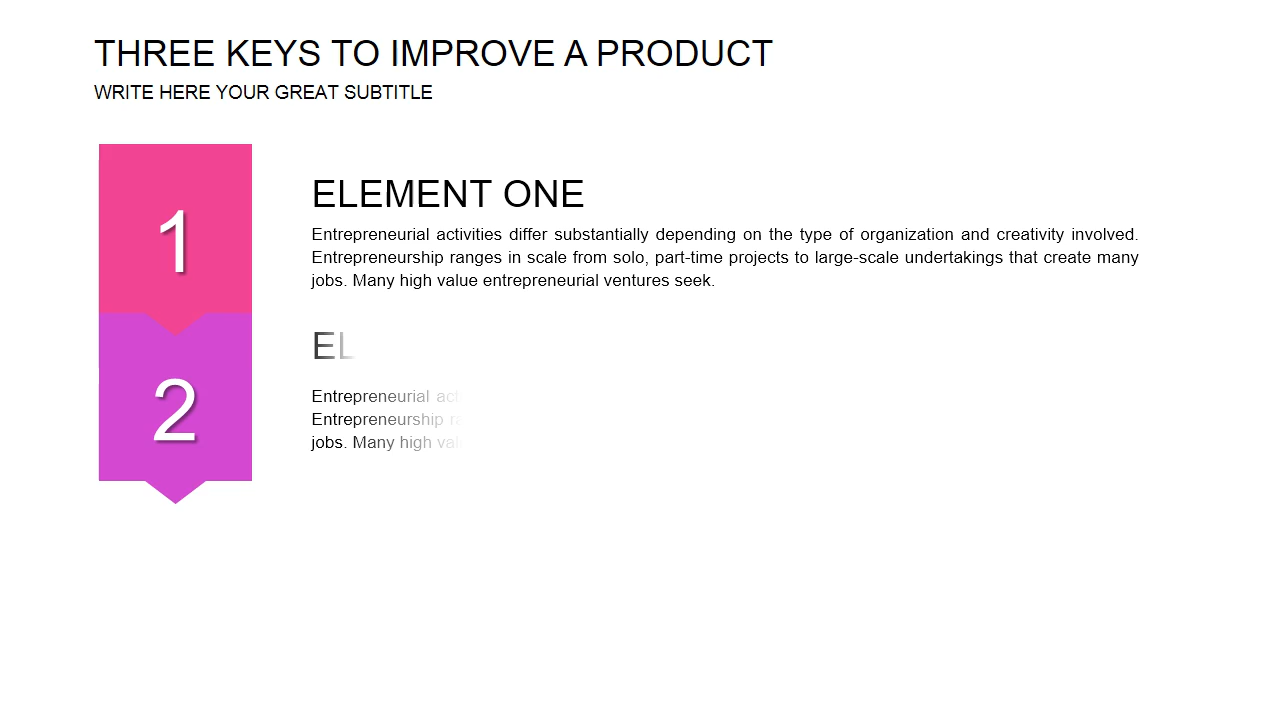 THREE KEYS TO IMPROVE A PRODUCT
WRITE HERE YOUR GREAT SUBTITLE
1
ELEMENT ONE
Entrepreneurial activities differ substantially depending on the type of organization and creativity involved.
Entrepreneurship ranges in scale from solo, part-time projects to large-scale undertakings that create many
jobs. Many high value entrepreneurial ventures seek.
2
EL
Entrepreneurial
Entrepreneurship
jobs. Many high